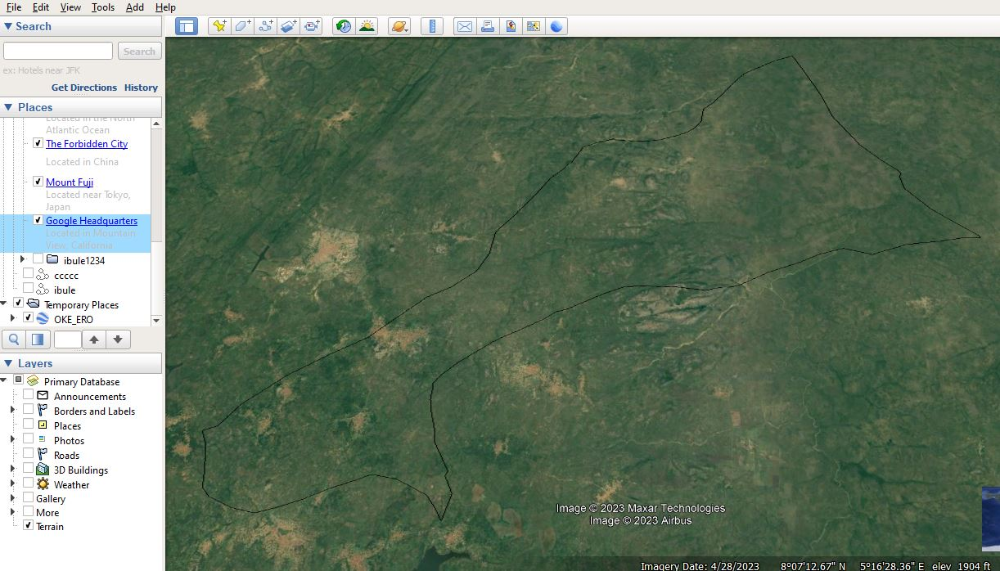 File Edit View Tools Add Help
Search
Search
ex: Hotels near JFK
Get Directions History
Places
Located in the North
Atlantic Ocean
The Forbidden City
Located in China
Mount Fuji
Located near Tokyo,
Japan
Google Headquarters
Located in Mountain
View, California
ibule1234
ccccc
ibule
Temporary Places
OKE_ERO
Layers
Primary Database
Announcements
Borders and Labels
Places
Photos
Roads
3D Buildings
Weather
Gallery
More
Terrain
Image © 2023 Maxar Technologies
Image © 2023 Airbus
Imagery Date: 4/28/2023 8°07'12.67" N 5°16'28.36" E elev 1904 ft